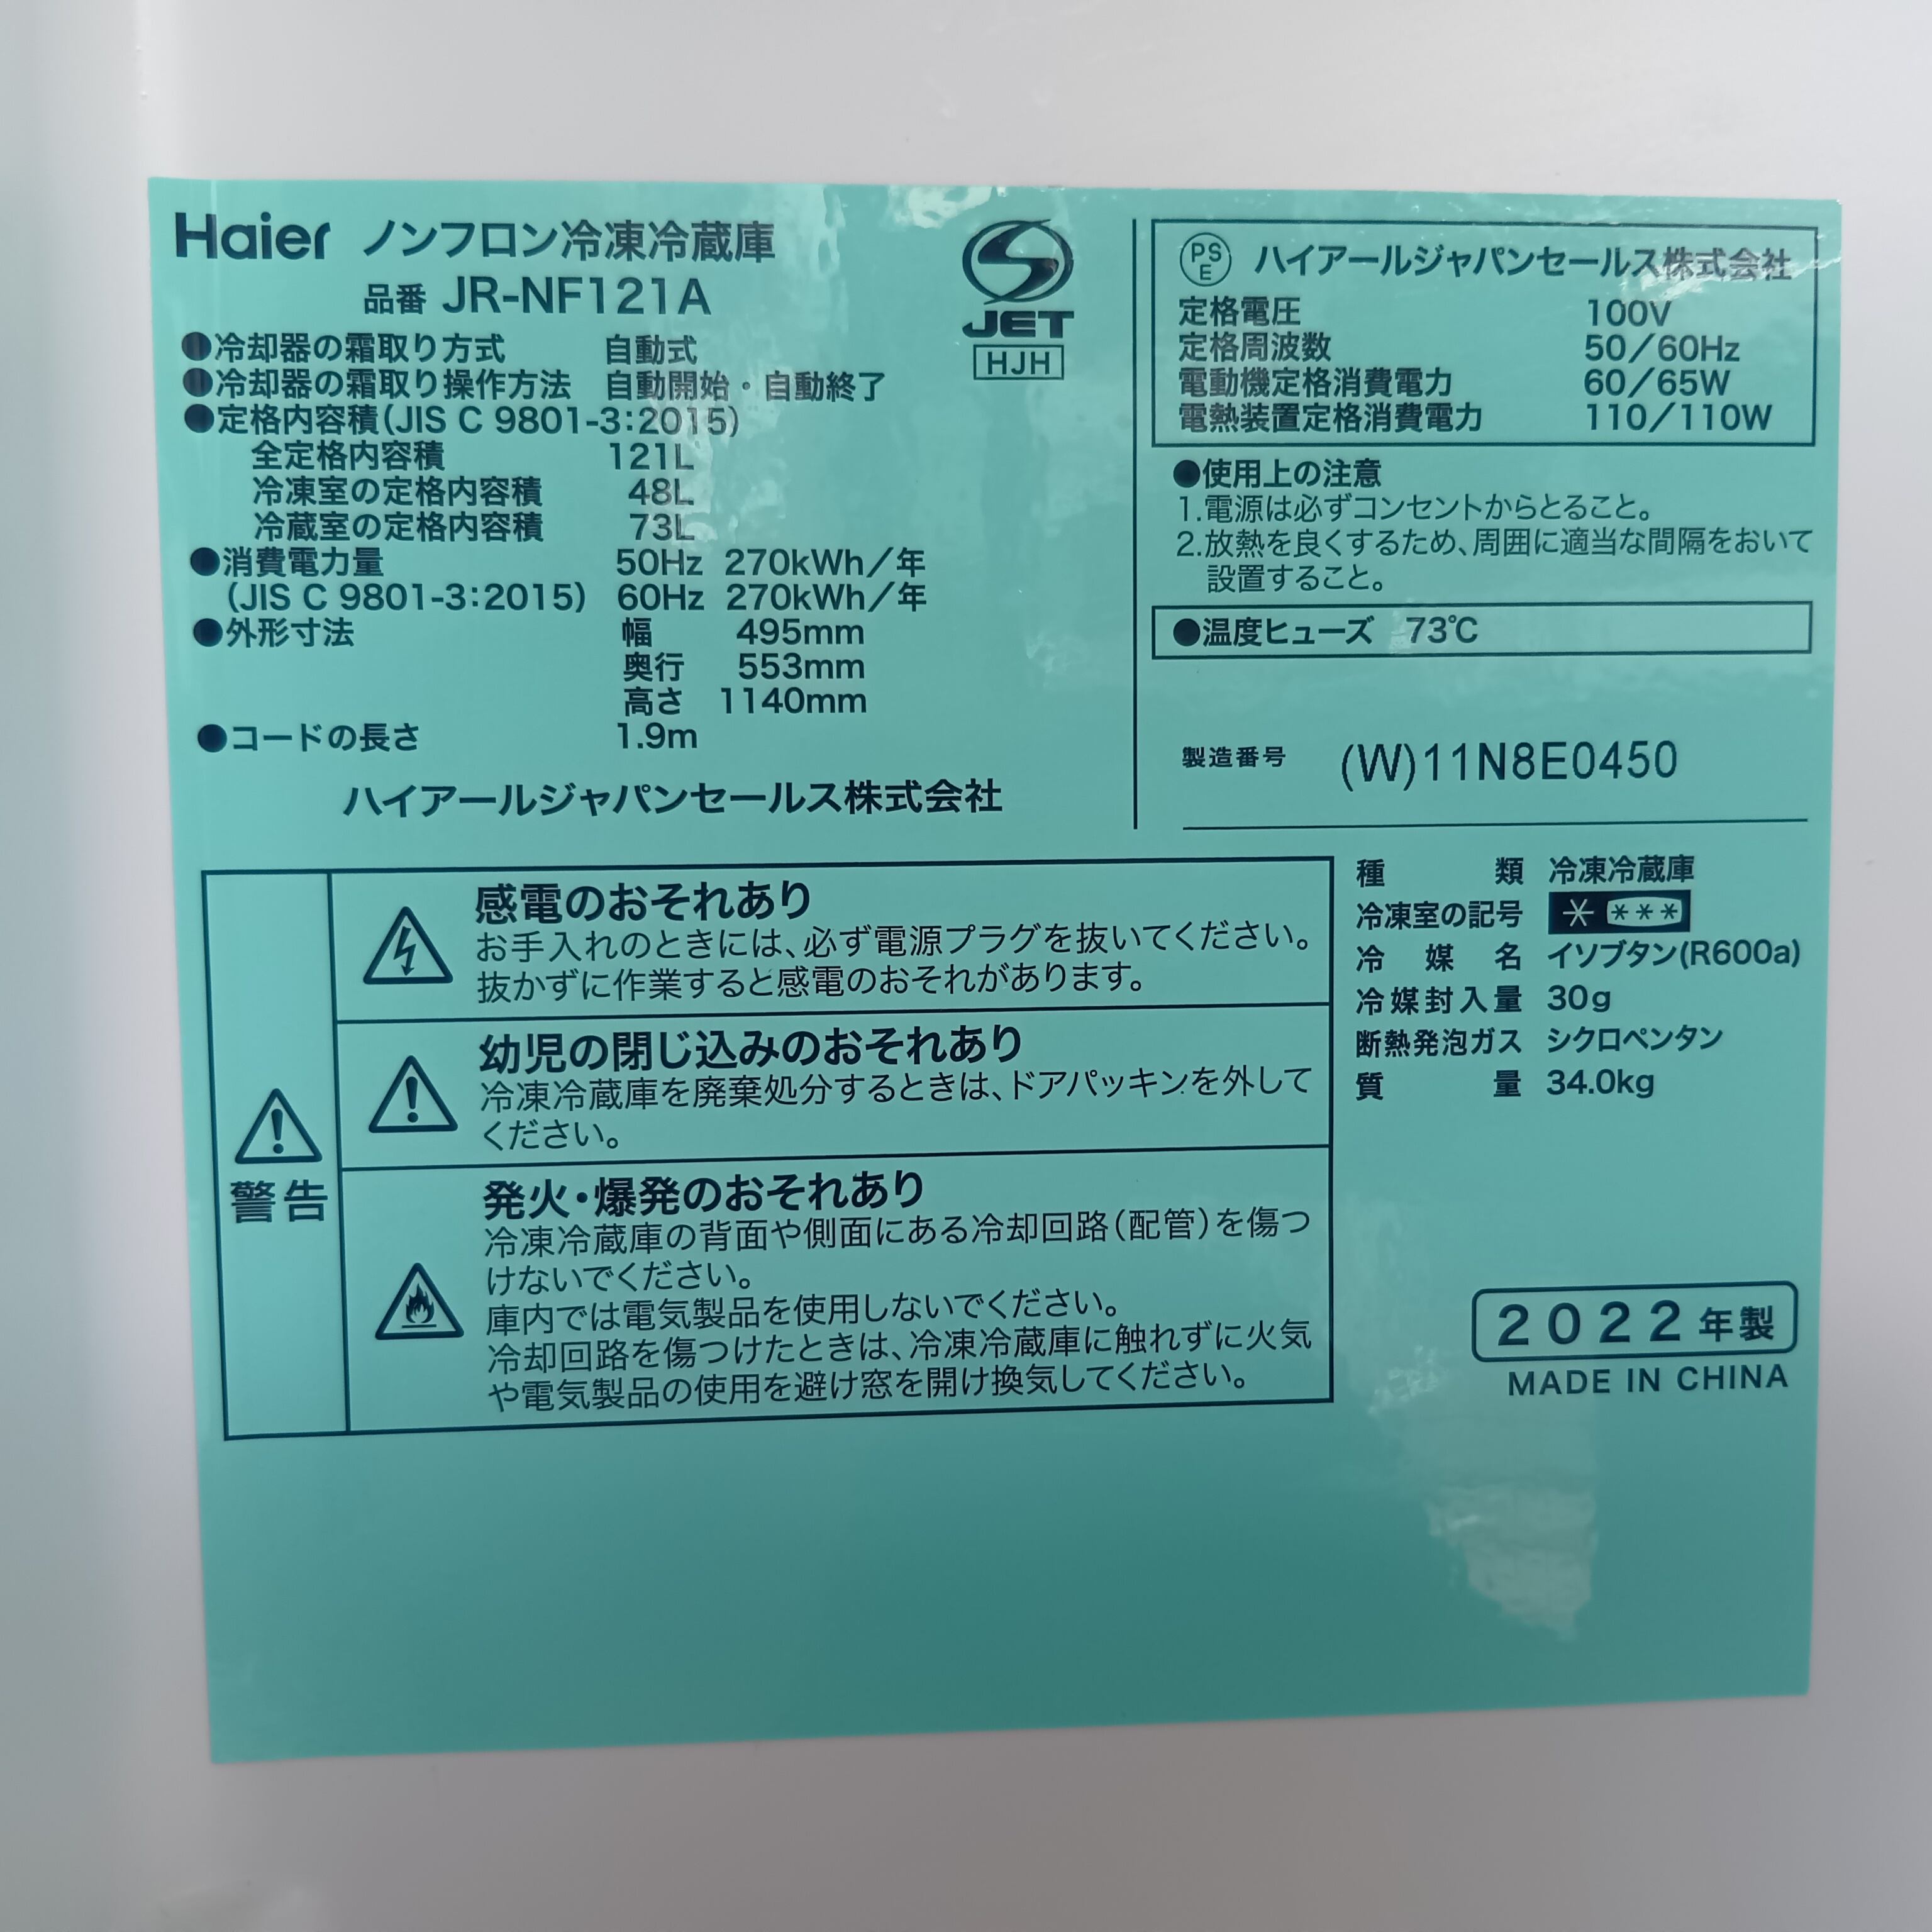 Haier ノンフロン冷凍冷蔵庫
品番 JR-NF121A
●冷却器の霜取り方式 自動式
●冷却器の霜取り操作方法 自動開始・自動終了
●定格内容積(JIS C 9801-3:2015)
全定格内容積 121L
冷凍室の定格内容積 48L
冷蔵室の定格内容積 73L
●消費電力量 50Hz 270kWh/年
(JIS C 9801-3:2015) 60Hz 270kWh/年
●外形寸法 幅 495mm
奥行 553mm
高さ 1140mm
●コードの長さ 1.9m
ハイアールジャパンセールス株式会社
JET
HJH
PS
E
ハイアールジャパンセールス株式会社
定格電圧 100V
定格周波数 50/60Hz
電動機定格消費電力 60/65W
電熱装置定格消費電力 110/110W
●使用上の注意
1.電源は必ずコンセントからとること。
2.放熱を良くするため、周囲に適当な間隔をおいて
設置すること。
●温度ヒューズ 73℃
製造番号 (W)11N8E0450
警告
感電のおそれあり
お手入れのときには、必ず電源プラグを抜いてください。
抜かずに作業すると感電のおそれがあります。
幼児の閉じ込みのおそれあり
冷凍冷蔵庫を廃棄処分するときは、ドアパッキンを外して
ください。
発火・爆発のおそれあり
冷凍冷蔵庫の背面や側面にある冷却回路(配管)を傷つ
けないでください。
庫内では電気製品を使用しないでください。
冷却回路を傷つけたときは、冷凍冷蔵庫に触れずに火気
や電気製品の使用を避け窓を開け換気してください。
種類 冷凍冷蔵庫
冷凍室の記号 * ***
冷媒名 イソブタン(R600a)
冷媒封入量 30g
断熱発泡ガス シクロペンタン
質量 34.0kg
2022年製
MADE IN CHINA